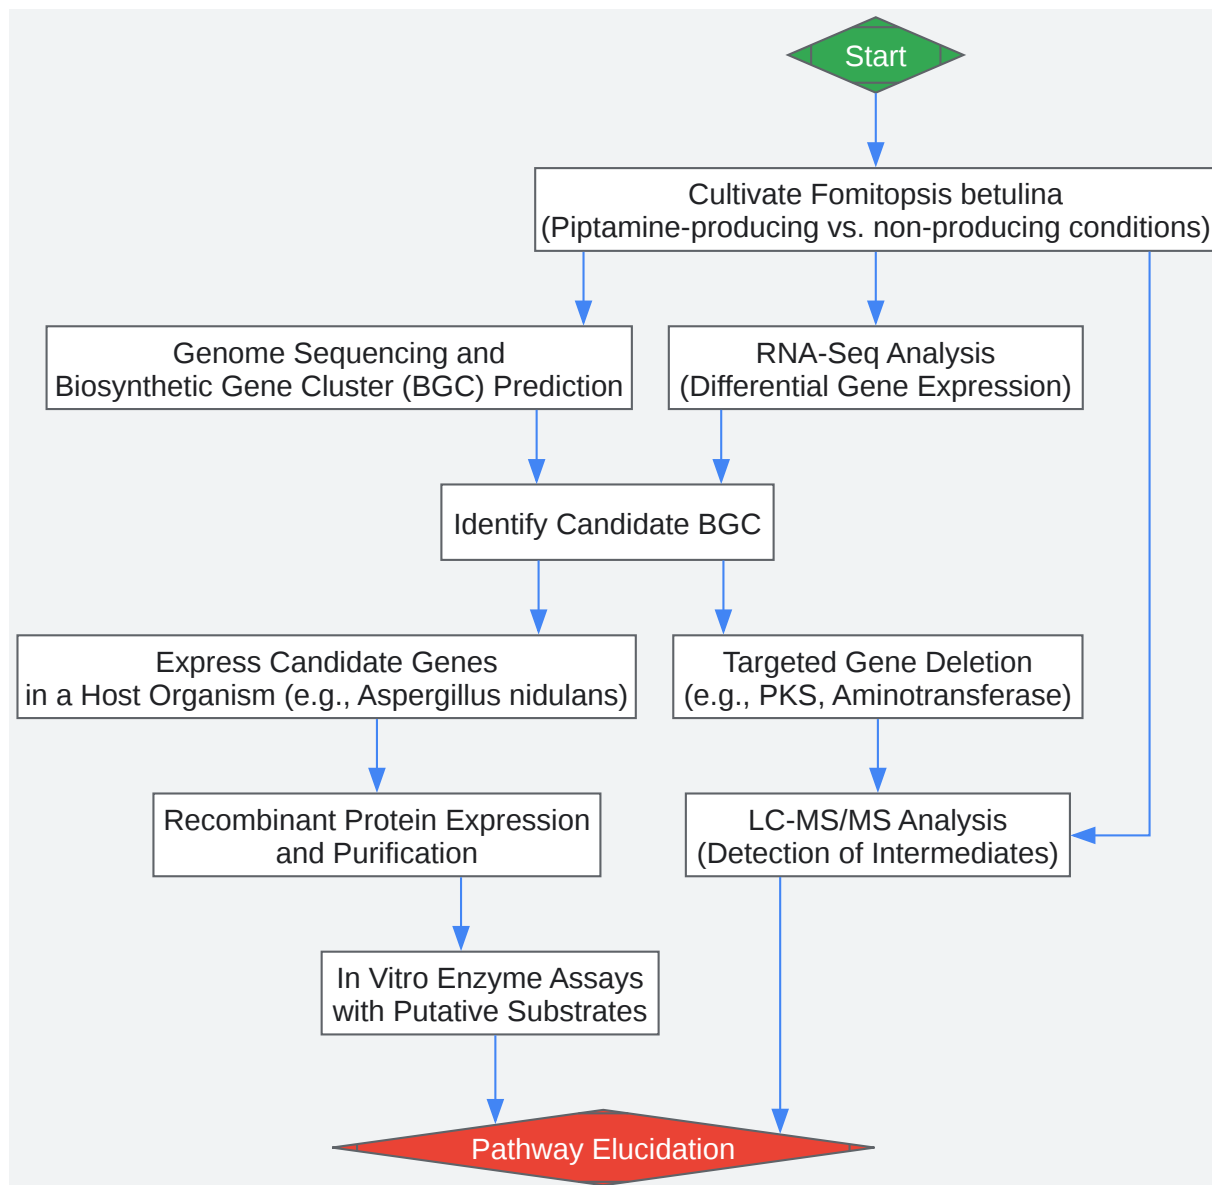 Start
Cultivate Fomitopsis betulina
(Piptamine-producing vs. non-producing conditions)
Genome Sequencing and
Biosynthetic Gene Cluster (BGC) Prediction
RNA-Seq Analysis
(Differential Gene Expression)
Identify Candidate BGC
Express Candidate Genes
in a Host Organism (e.g., Aspergillus nidulans)
Targeted Gene Deletion
(e.g., PKS, Aminotransferase)
Recombinant Protein Expression
and Purification
LC-MS/MS Analysis
(Detection of Intermediates)
In Vitro Enzyme Assays
with Putative Substrates
Pathway Elucidation